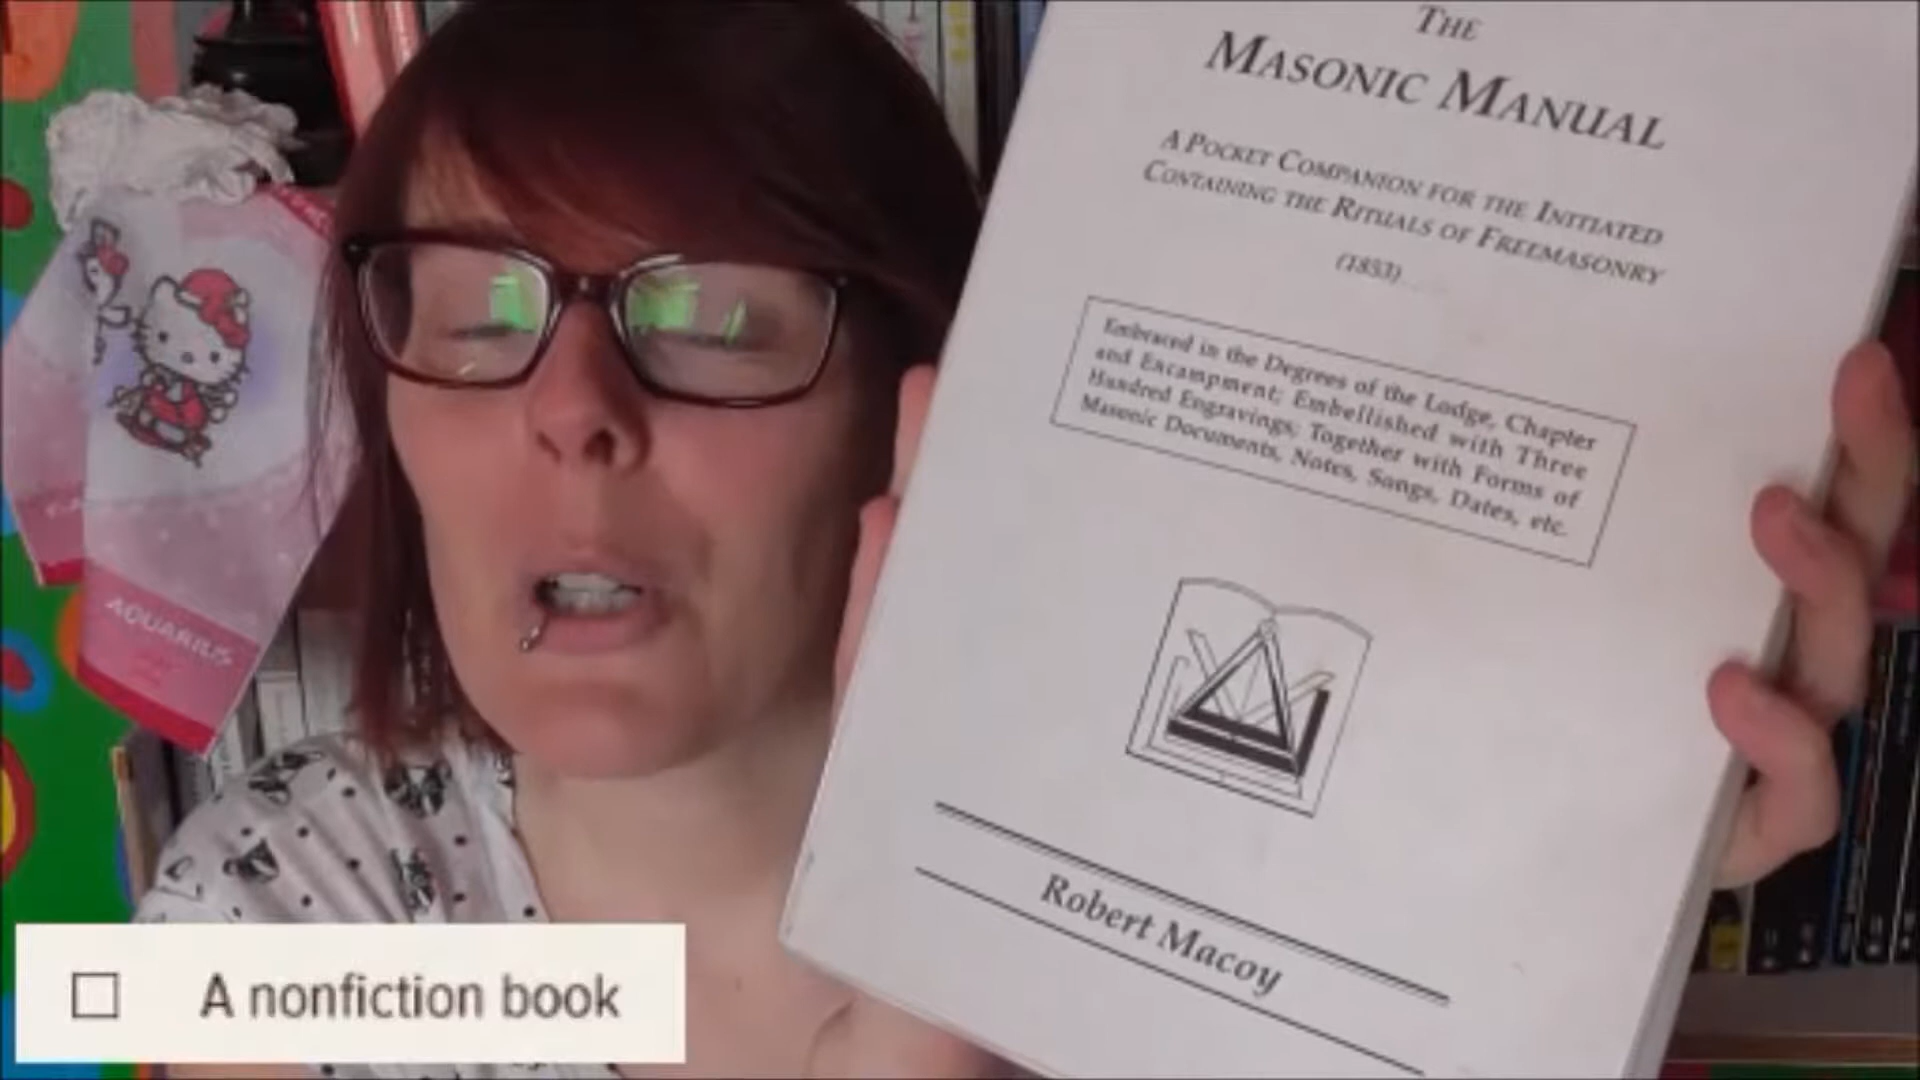 THE
MASONIC MANUAL
A POCKET COMPANION FOR THE INITIATED
CONTAINING THE RITUALS OF FREEMASONRY
(1853)
Embraced in the Degrees of the Lodge, Chapter
and Encampment; Embellished with Three
Hundred Engravings; Together with Forms of
Masonic Documents, Notes, Songs, Dates, etc.
Robert Macoy
AQUARIUS
A nonfiction book